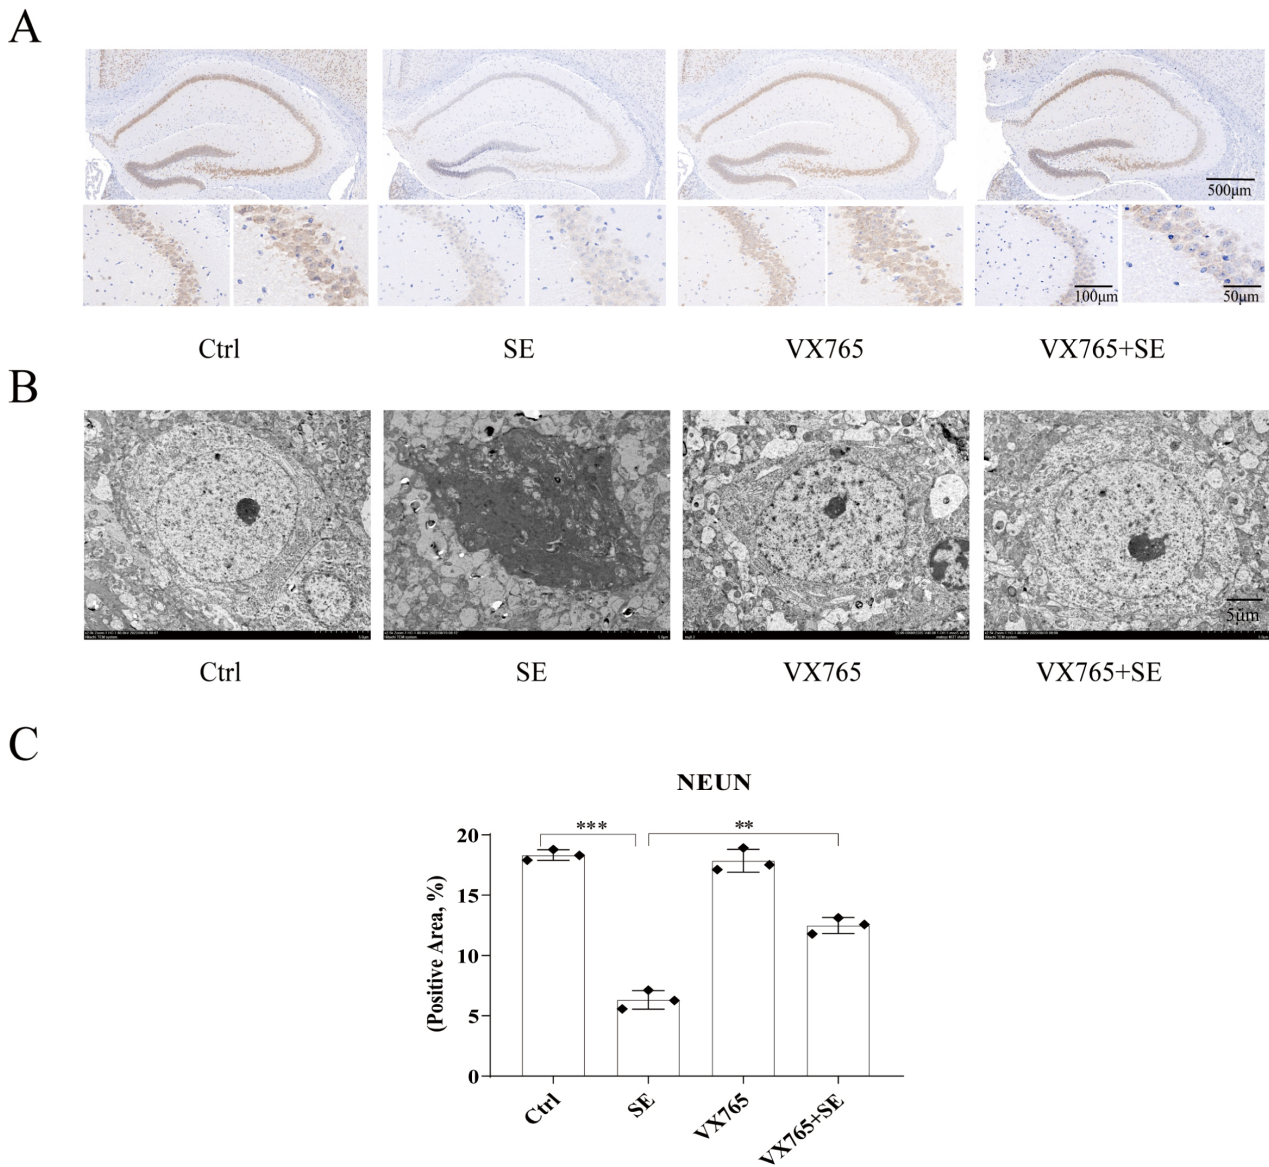 A
500μm
100μm
50μm
Ctrl SE VX765 VX765+SE
B
5μm
Ctrl SE VX765 VX765+SE
C
NEUN
*** **
(Positive Area, %)
20
15
10
5
0
Ctrl SE VX765 VX765+SE